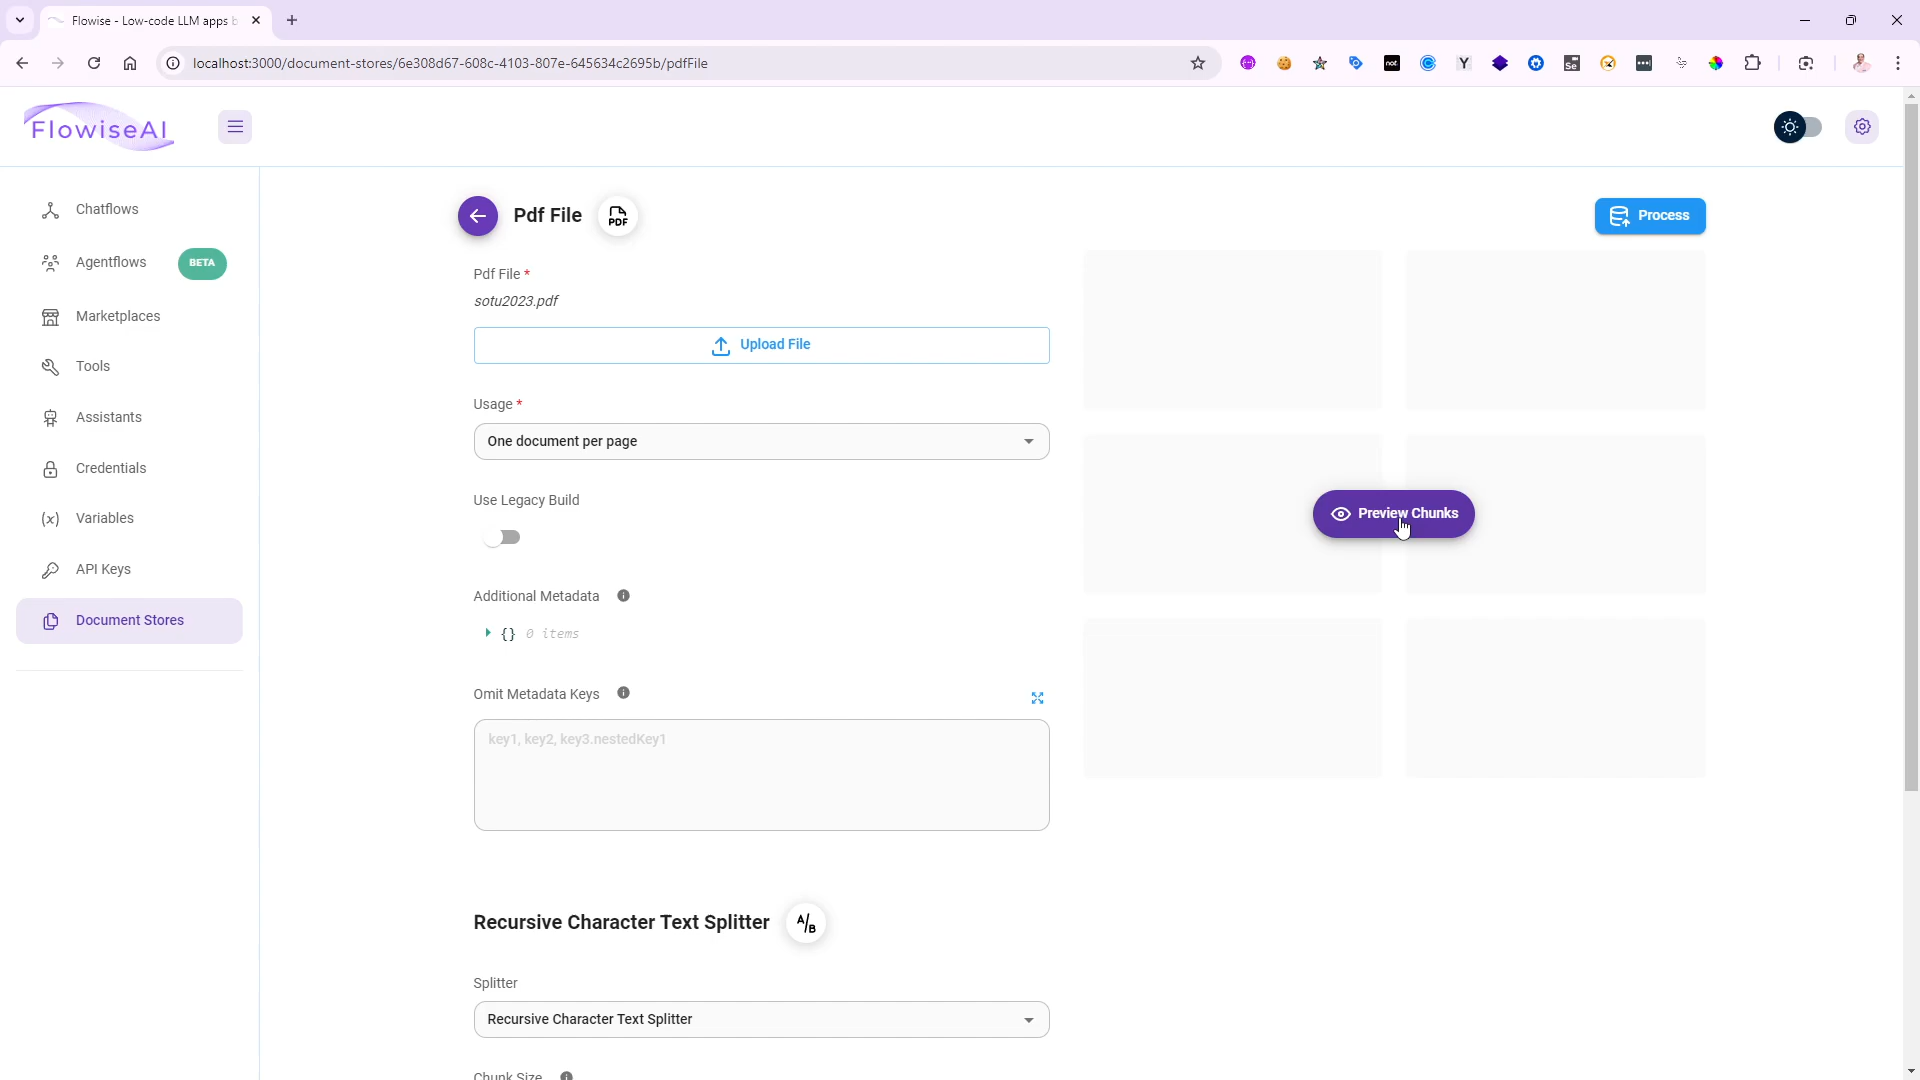 Flowise - Low-code LLM apps b
localhost:3000/document-stores/6e308d67-608c-4103-807e-645634c2695b/pdfFile
FlowiseAI
Chatflows
Agentflows
BETA
Marketplaces
Tools
Assistants
Credentials
(x) Variables
API Keys
Document Stores
Pdf File
PDF
Process
Pdf File *
sotu2023.pdf
Upload File
Usage *
One document per page
Use Legacy Build
Additional Metadata
{} 0 items
Omit Metadata Keys
key1, key2, key3.nestedKey1
Preview Chunks
Recursive Character Text Splitter
A/B
Splitter
Recursive Character Text Splitter
Chunk Size